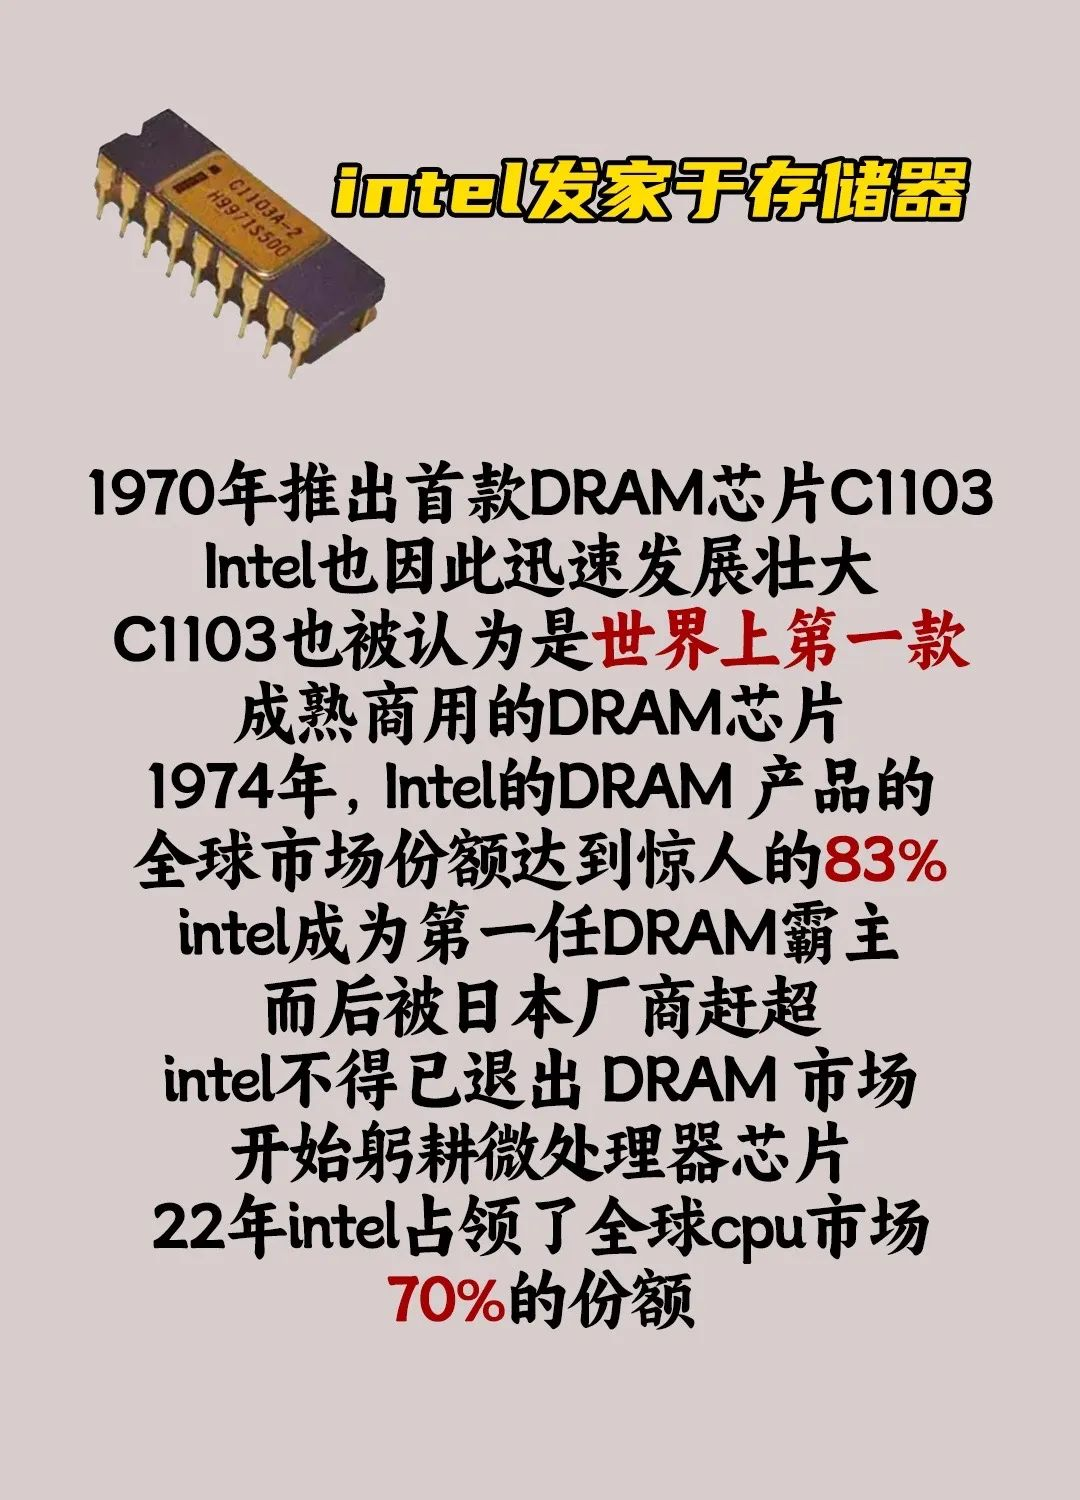 intel发家于存储器
C1103A-2
H9971S500
1970年推出首款DRAM芯片C1103
Intel也因此迅速发展壮大
C1103也被认为是世界上第一款
成熟商用的DRAM芯片
1974年, Intel的DRAM 产品的
全球市场份额达到惊人的83%
intel成为第一任DRAM霸主
而后被日本厂商赶超
intel不得已退出 DRAM 市场
开始躬耕微处理器芯片
22年intel占领了全球cpu市场
70%的份额